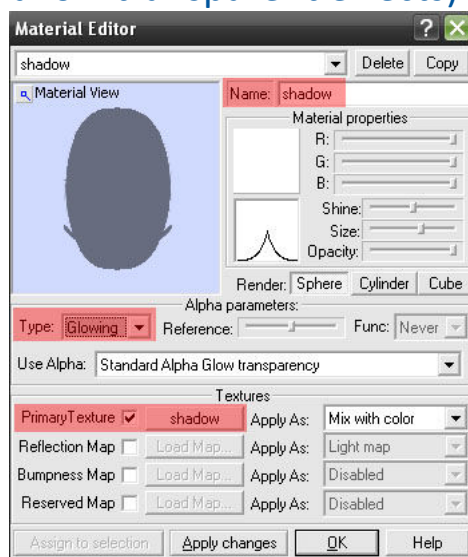 Material Editor
shadow Delete Copy
Material View Name: shadow
Material properties
R:
G:
B:
Shine:
Size:
Opacity:
Render: Sphere Cylinder Cube
Alpha parameters:
Type: Glowing Reference: Func: Never
Use Alpha: Standard Alpha Glow transparency
Textures
PrimaryTexture shadow Apply As: Mix with color
Reflection Map Load Map... Apply As: Light map
Bumpness Map Load Map... Apply As: Disabled
Reserved Map Load Map... Apply As: Disabled
Assign to selection Apply changes OK Help